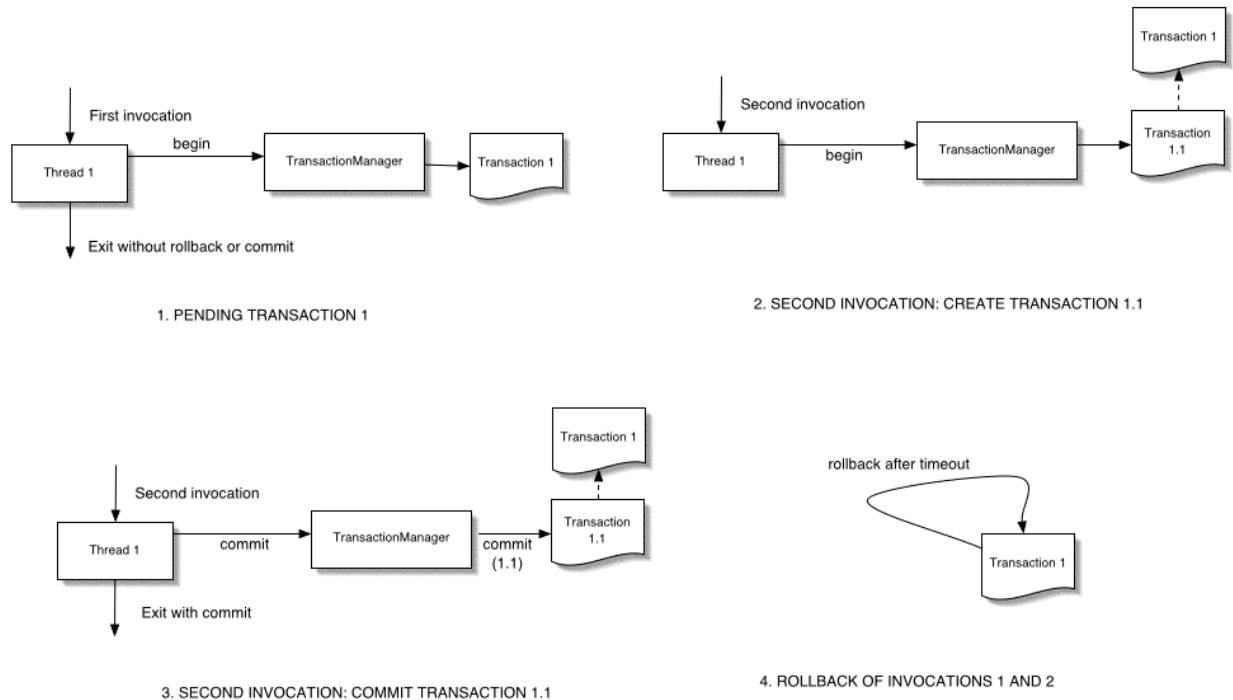 First invocation
begin
Thread 1
TransactionManager
Transaction 1
Exit without rollback or commit
1. PENDING TRANSACTION 1
Transaction 1
Second invocation
Thread 1
begin
TransactionManager
Transaction
1.1
2. SECOND INVOCATION: CREATE TRANSACTION 1.1
Transaction 1
Second invocation
Thread 1
commit
TransactionManager
commit
(1.1)
Transaction
1.1
Exit with commit
3. SECOND INVOCATION: COMMIT TRANSACTION 1.1
rollback after timeout
Transaction 1
4. ROLLBACK OF INVOCATIONS 1 AND 2